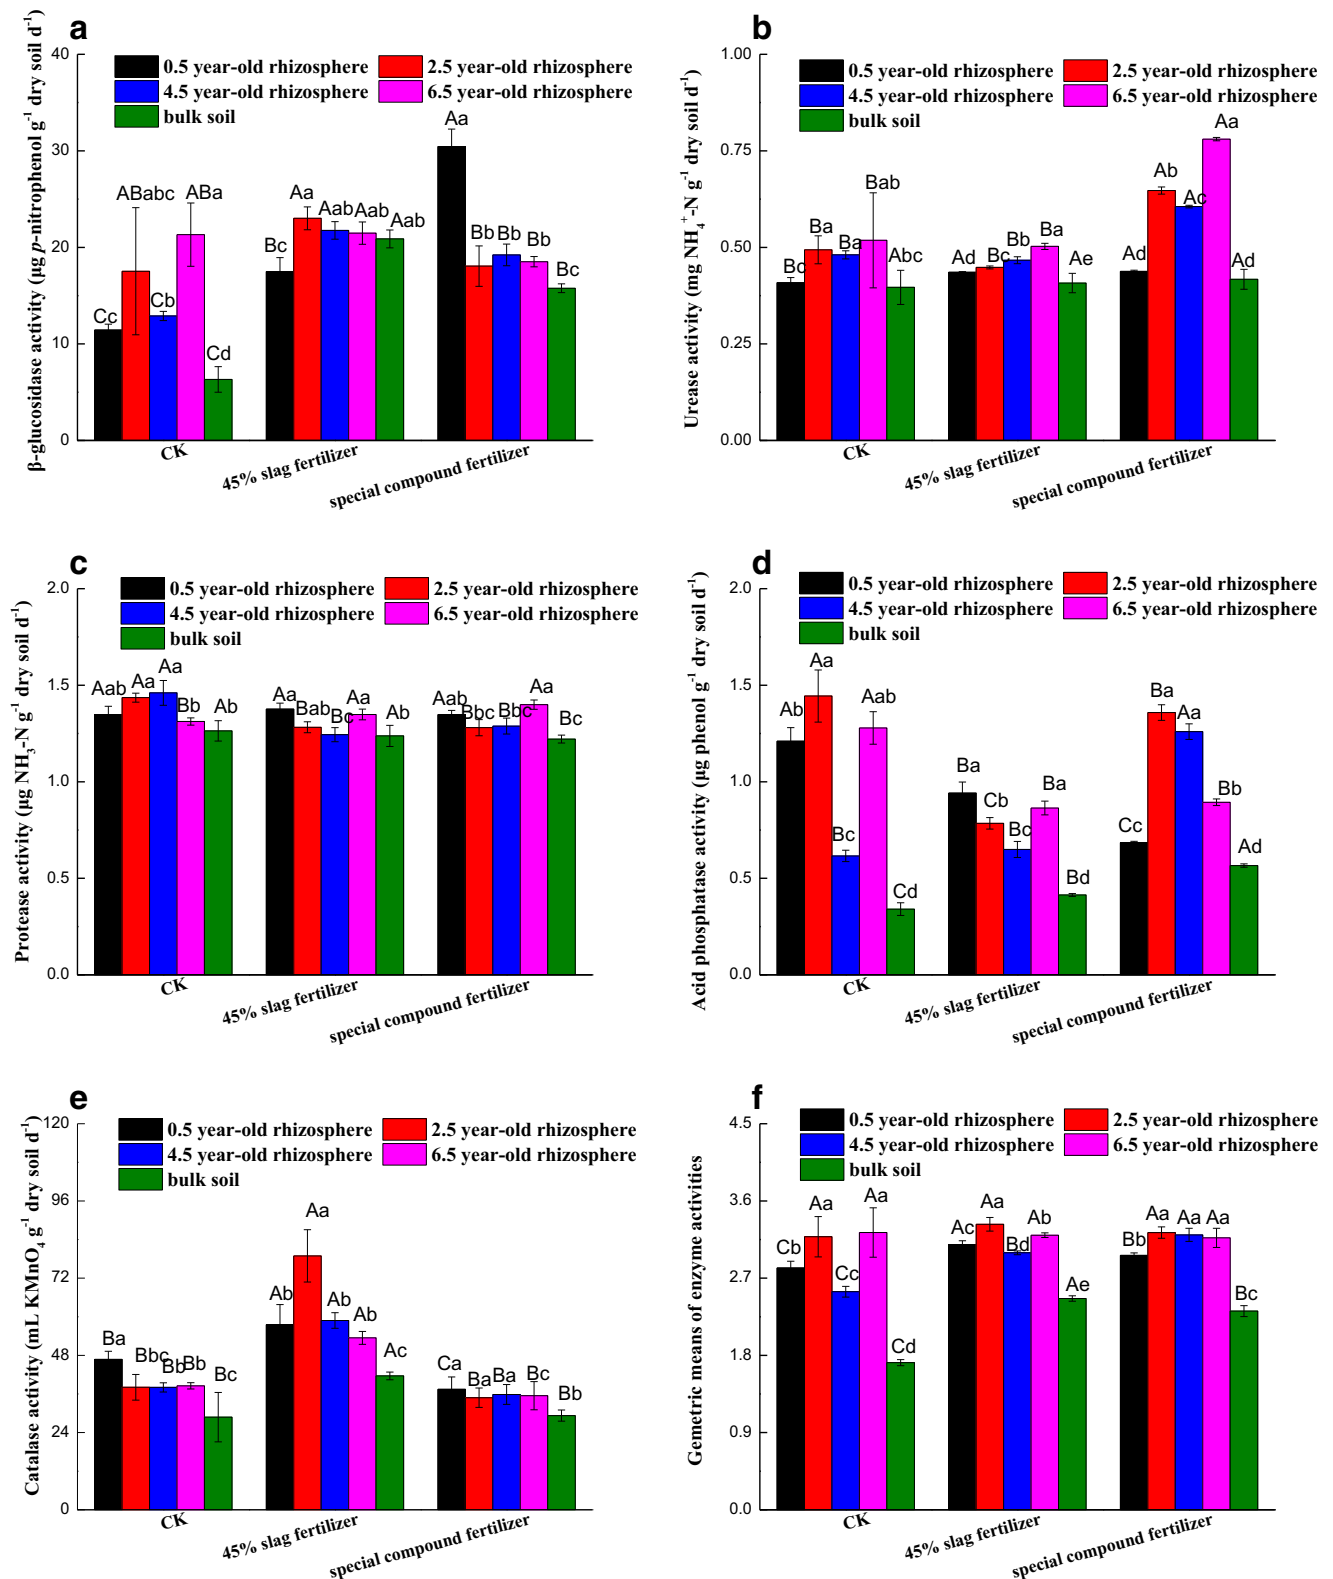 a
β-glucosidase activity (μg p-nitrophenol g⁻¹ dry soil d⁻¹)
40
30
20
10
0
0.5 year-old rhizosphere 2.5 year-old rhizosphere
4.5 year-old rhizosphere 6.5 year-old rhizosphere
bulk soil
Cc ABabc Cb ABa Cd
Bc Aa Aab Aab Aab
Aa Bb Bb Bb Bc
CK
45% slag fertilizer
special compound fertilizer
b
Urease activity (mg NH₄⁺-N g⁻¹ dry soil d⁻¹)
1.00
0.75
0.50
0.25
0.00
0.5 year-old rhizosphere 2.5 year-old rhizosphere
4.5 year-old rhizosphere 6.5 year-old rhizosphere
bulk soil
Bc Ba Ba Bab Abc
Ad Bc Bb Ba Ae
Ad Ab Ac Aa Ad
CK
45% slag fertilizer
special compound fertilizer
c
Protease activity (μg NH₃-N g⁻¹ dry soil d⁻¹)
2.0
1.5
1.0
0.5
0.0
0.5 year-old rhizosphere 2.5 year-old rhizosphere
4.5 year-old rhizosphere 6.5 year-old rhizosphere
bulk soil
Aab Aa Aa Bb Ab
Aa Bab Bc Aa Ab
Aab Bbc Bbc Aa Bc
CK
45% slag fertilizer
special compound fertilizer
d
Acid phosphatase activity (μg phenol g⁻¹ dry soil d⁻¹)
2.0
1.5
1.0
0.5
0.0
0.5 year-old rhizosphere 2.5 year-old rhizosphere
4.5 year-old rhizosphere 6.5 year-old rhizosphere
bulk soil
Ab Aa Bc Aab Cd
Ba Cb Bc Ba Bd
Cc Ba Aa Bb Ad
CK
45% slag fertilizer
special compound fertilizer
e
Catalase activity (mL KMnO₄ g⁻¹ dry soil d⁻¹)
120
96
72
48
24
0
0.5 year-old rhizosphere 2.5 year-old rhizosphere
4.5 year-old rhizosphere 6.5 year-old rhizosphere
bulk soil
Ba Bbc Bb Bb Bc
Ab Aa Ab Ab Ac
Ca Ba Ba Bc Bb
CK
45% slag fertilizer
special compound fertilizer
f
Gemetric means of enzyme activities
4.5
3.6
2.7
1.8
0.9
0.0
0.5 year-old rhizosphere 2.5 year-old rhizosphere
4.5 year-old rhizosphere 6.5 year-old rhizosphere
bulk soil
Cb Aa Cc Aa Cd
Ac Aa Bd Ab Ae
Bb Aa Aa Aa Bc
CK
45% slag fertilizer
special compound fertilizer